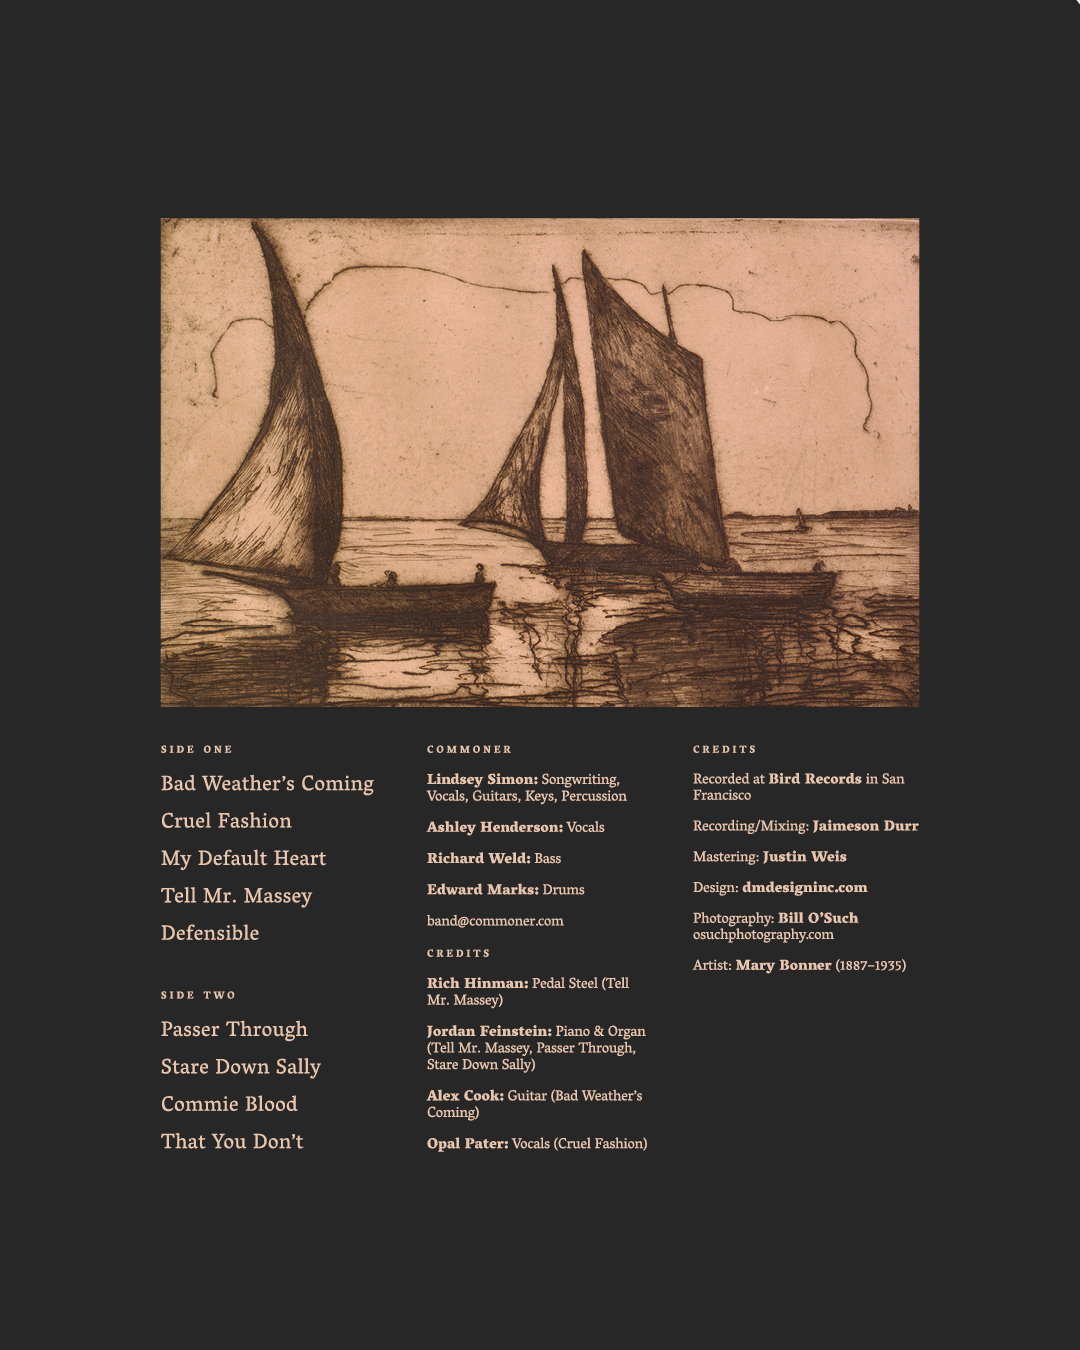 SIDE ONE
Bad Weather’s Coming
Cruel Fashion
My Default Heart
Tell Mr. Massey
Defensible
SIDE TWO
Passer Through
Stare Down Sally
Commie Blood
That You Don’t
COMMONER
Lindsey Simon: Songwriting,
Vocals, Guitars, Keys, Percussion
Ashley Henderson: Vocals
Richard Weld: Bass
Edward Marks: Drums
band@commoner.com
CREDITS
Rich Hinman: Pedal Steel (Tell
Mr. Massey)
Jordan Feinstein: Piano & Organ
(Tell Mr. Massey, Passer Through,
Stare Down Sally)
Alex Cook: Guitar (Bad Weather’s
Coming)
Opal Pater: Vocals (Cruel Fashion)
CREDITS
Recorded at Bird Records in San
Francisco
Recording/Mixing: Jaimeson Durr
Mastering: Justin Weis
Design: dmdesigninc.com
Photography: Bill O’Such
osuchphotography.com
Artist: Mary Bonner (1887–1935)